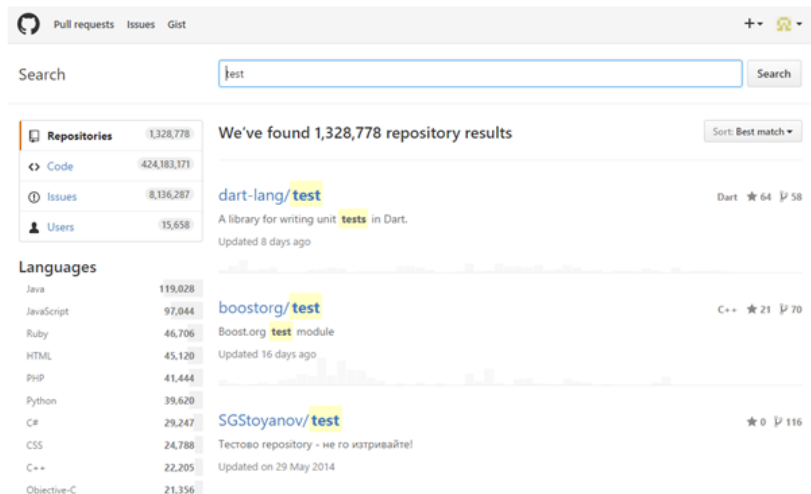 Pull requests Issues Gist
Search test Search
Repositories 1,328,778
Code 424,183,171
Issues 8,136,287
Users 15,658
Languages
Java 119,028
JavaScript 97,044
Ruby 46,706
HTML 45,120
PHP 41,444
Python 39,620
C# 29,247
CSS 24,788
C++ 22,205
Objective-C 21,356
We've found 1,328,778 repository results Sort: Best match
dart-lang/test Dart 64 58
A library for writing unit tests in Dart.
Updated 8 days ago
boostorg/test C++ 21 70
Boost.org test module
Updated 16 days ago
SGStoyanov/test 0 116
Тестово repository - не го изтривайте!
Updated on 29 May 2014